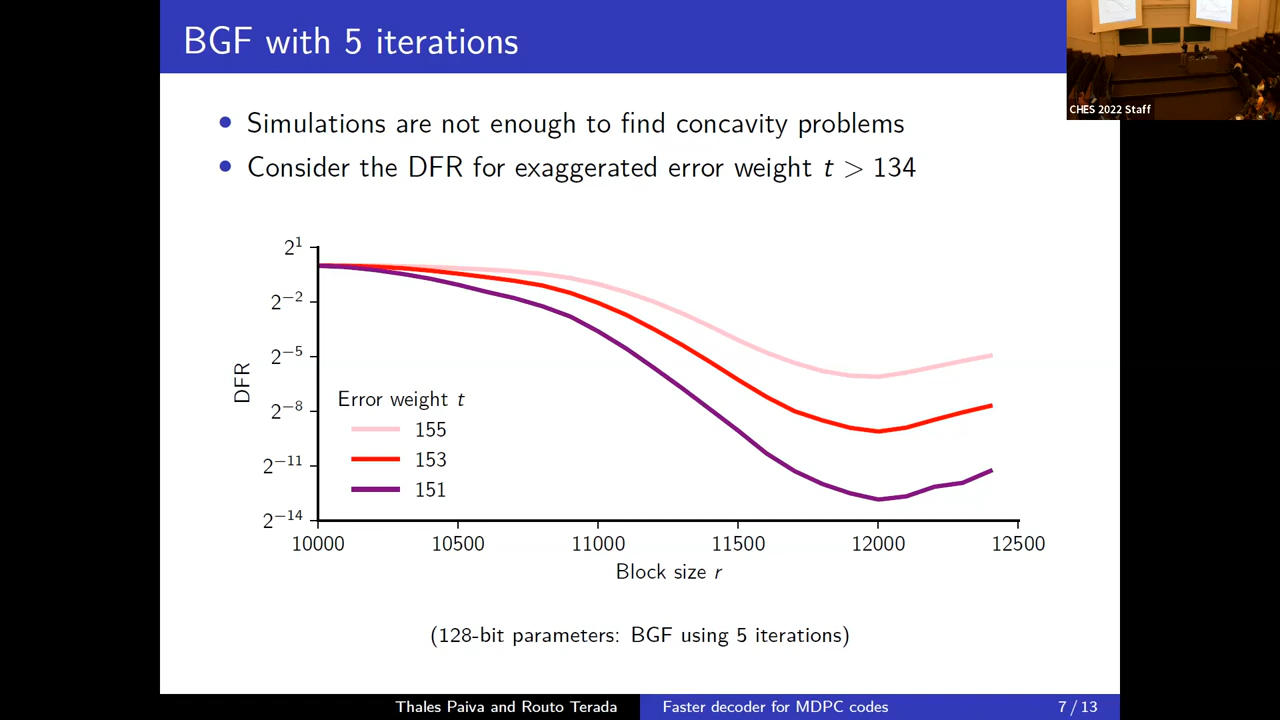 BGF with 5 iterations
CHES 2022 Staff
• Simulations are not enough to find concavity problems
• Consider the DFR for exaggerated error weight t > 134
2^1
2^−2
2^−5
2^−8
2^−11
2^−14
DFR
Error weight t
155
153
151
10000 10500 11000 11500 12000 12500
Block size r
(128-bit parameters: BGF using 5 iterations)
Thales Paiva and Routo Terada Faster decoder for MDPC codes 7 / 13